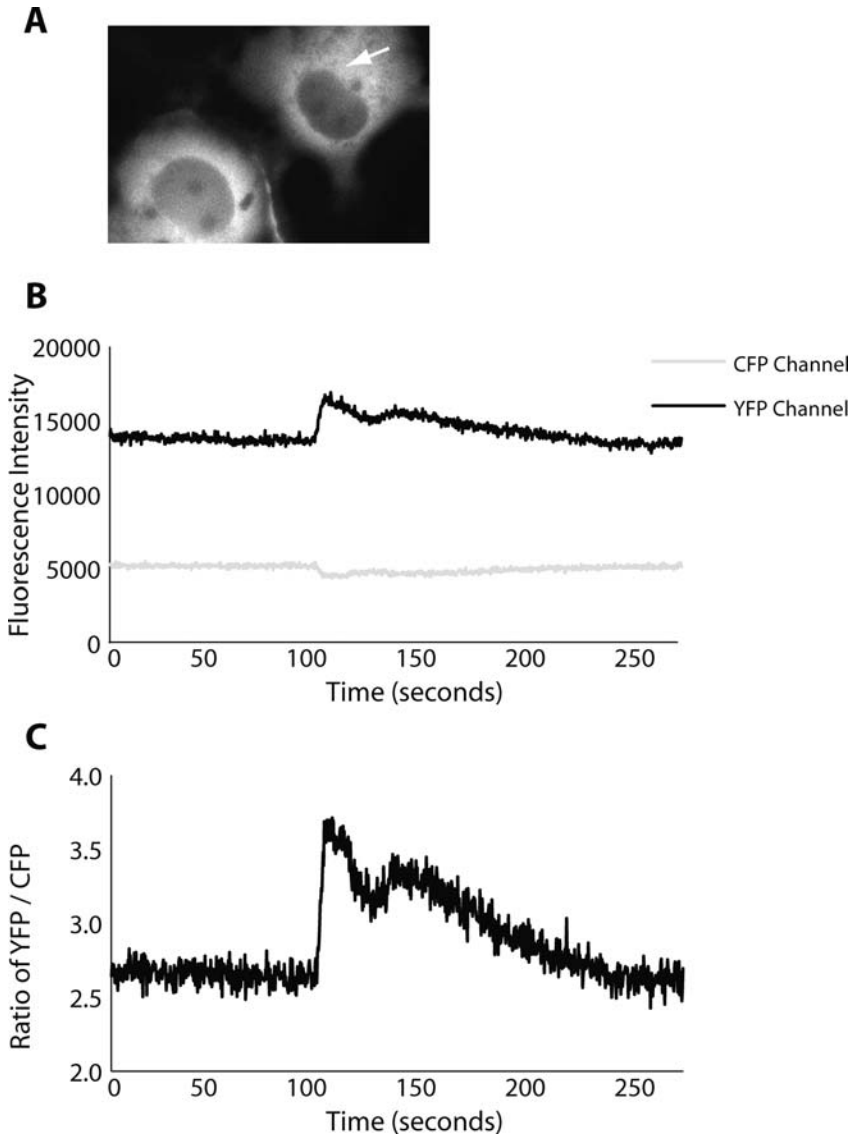 A
B
20000
15000
10000
5000
0
Fluorescence Intensity
0 50 100 150 200 250
Time (seconds)
CFP Channel
YFP Channel
C
4.0
3.5
3.0
2.5
2.0
Ratio of YFP / CFP
0 50 100 150 200 250
Time (seconds)